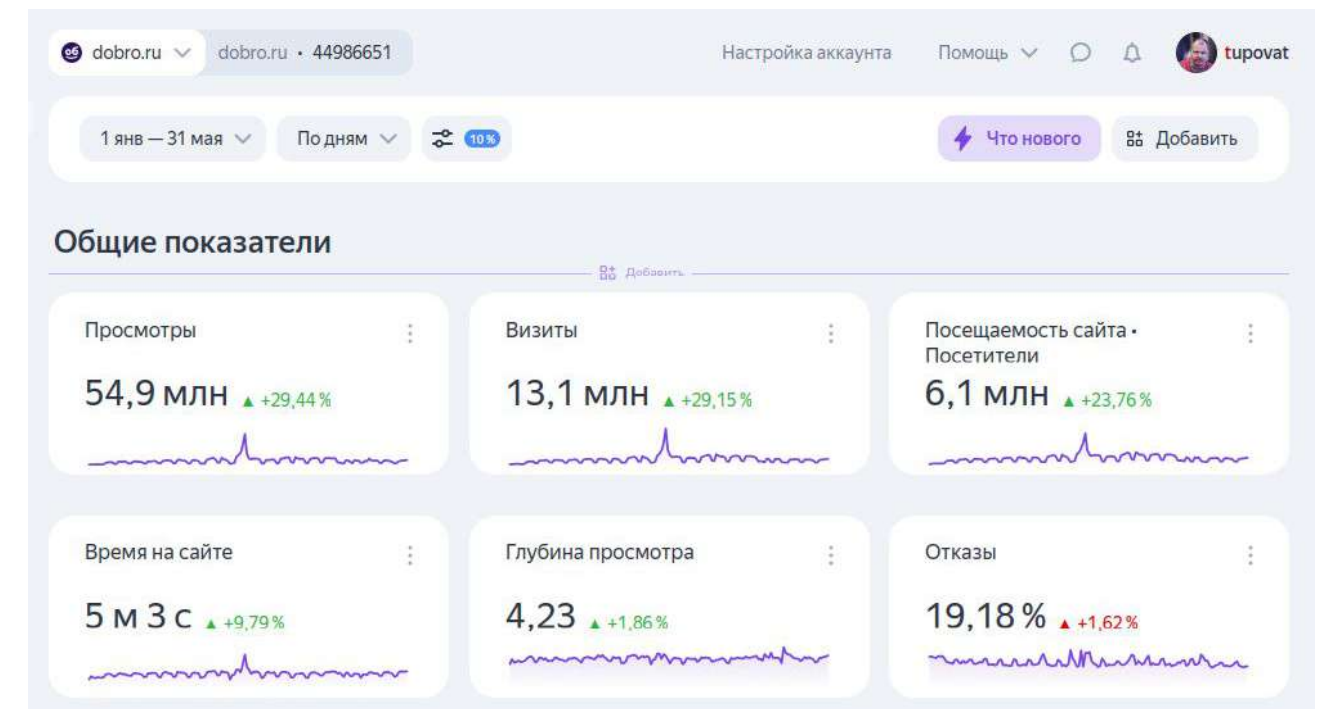 dobro.ru dobro.ru • 44986651 Настройка аккаунта Помощь tupovat
1 янв — 31 мая По дням 10% Что нового Добавить
Общие показатели
Добавить
Просмотры
54,9 млн ▲ +29,44 %
Визиты
13,1 млн ▲ +29,15 %
Посещаемость сайта •
Посетители
6,1 млн ▲ +23,76 %
Время на сайте
5 м 3 с ▲ +9,79 %
Глубина просмотра
4,23 ▲ +1,86 %
Отказы
19,18 % ▲ +1,62 %